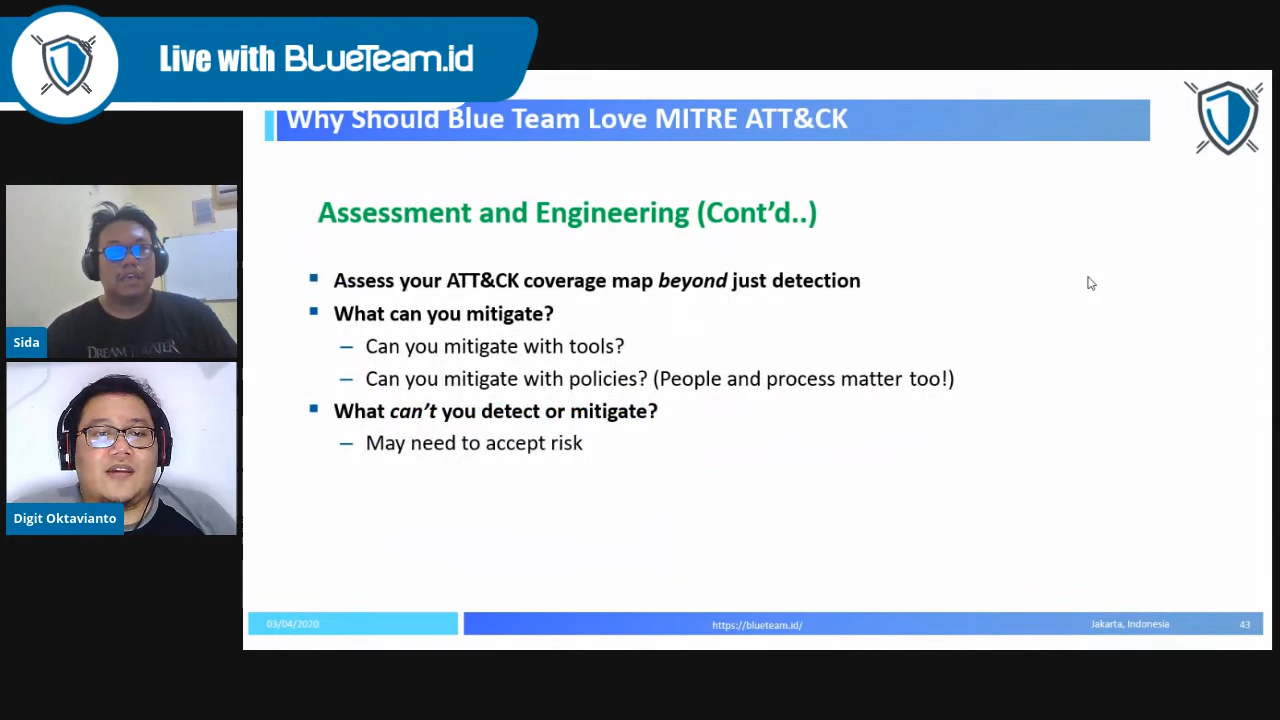 Live with BLUETeam.id
Why Should Blue Team Love MITRE ATT&CK
Assessment and Engineering (Cont’d..)
Assess your ATT&CK coverage map beyond just detection
What can you mitigate?
– Can you mitigate with tools?
– Can you mitigate with policies? (People and process matter too!)
What can’t you detect or mitigate?
– May need to accept risk
Sida
DREAM THEATER
Digit Oktavianto
03/04/2020
https://blueteam.id/
Jakarta, Indonesia
43